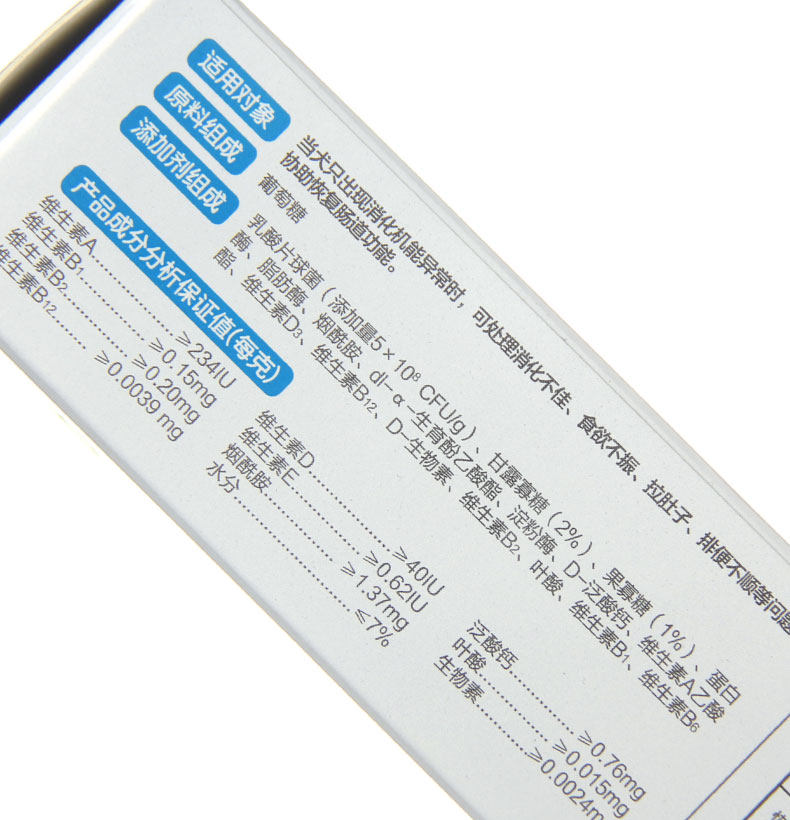 适用对象
当犬只出现消化机能异常时，可处理消化不佳、食欲不振、拉肚子、排便不顺等问题
协助恢复肠道功能。
原料组成
葡萄糖
添加剂组成
乳酸片球菌（添加量5×10⁸ CFU/g）、甘露寡糖（2%）、果寡糖（1%）、蛋白
酶、脂肪酶、烟酰胺、dl-α-生育酚乙酸酯、淀粉酶、D-泛酸钙、维生素A乙酸
酯、维生素D₃、维生素B₁₂、D-生物素、维生素B₂、叶酸、维生素B₁、维生素B₆
产品成分分析保证值(每克)
维生素A..............≥234IU
维生素B₁..............≥0.15mg
维生素B₂..............≥0.20mg
维生素B₁₂......≥0.0039 mg
维生素D..............≥40IU
维生素E..............≥0.62IU
烟酰胺..............≥1.37mg
水分..............≤7%
泛酸钙..............≥0.76mg
叶酸..............≥0.015mg
生物素..............≥0.0024m